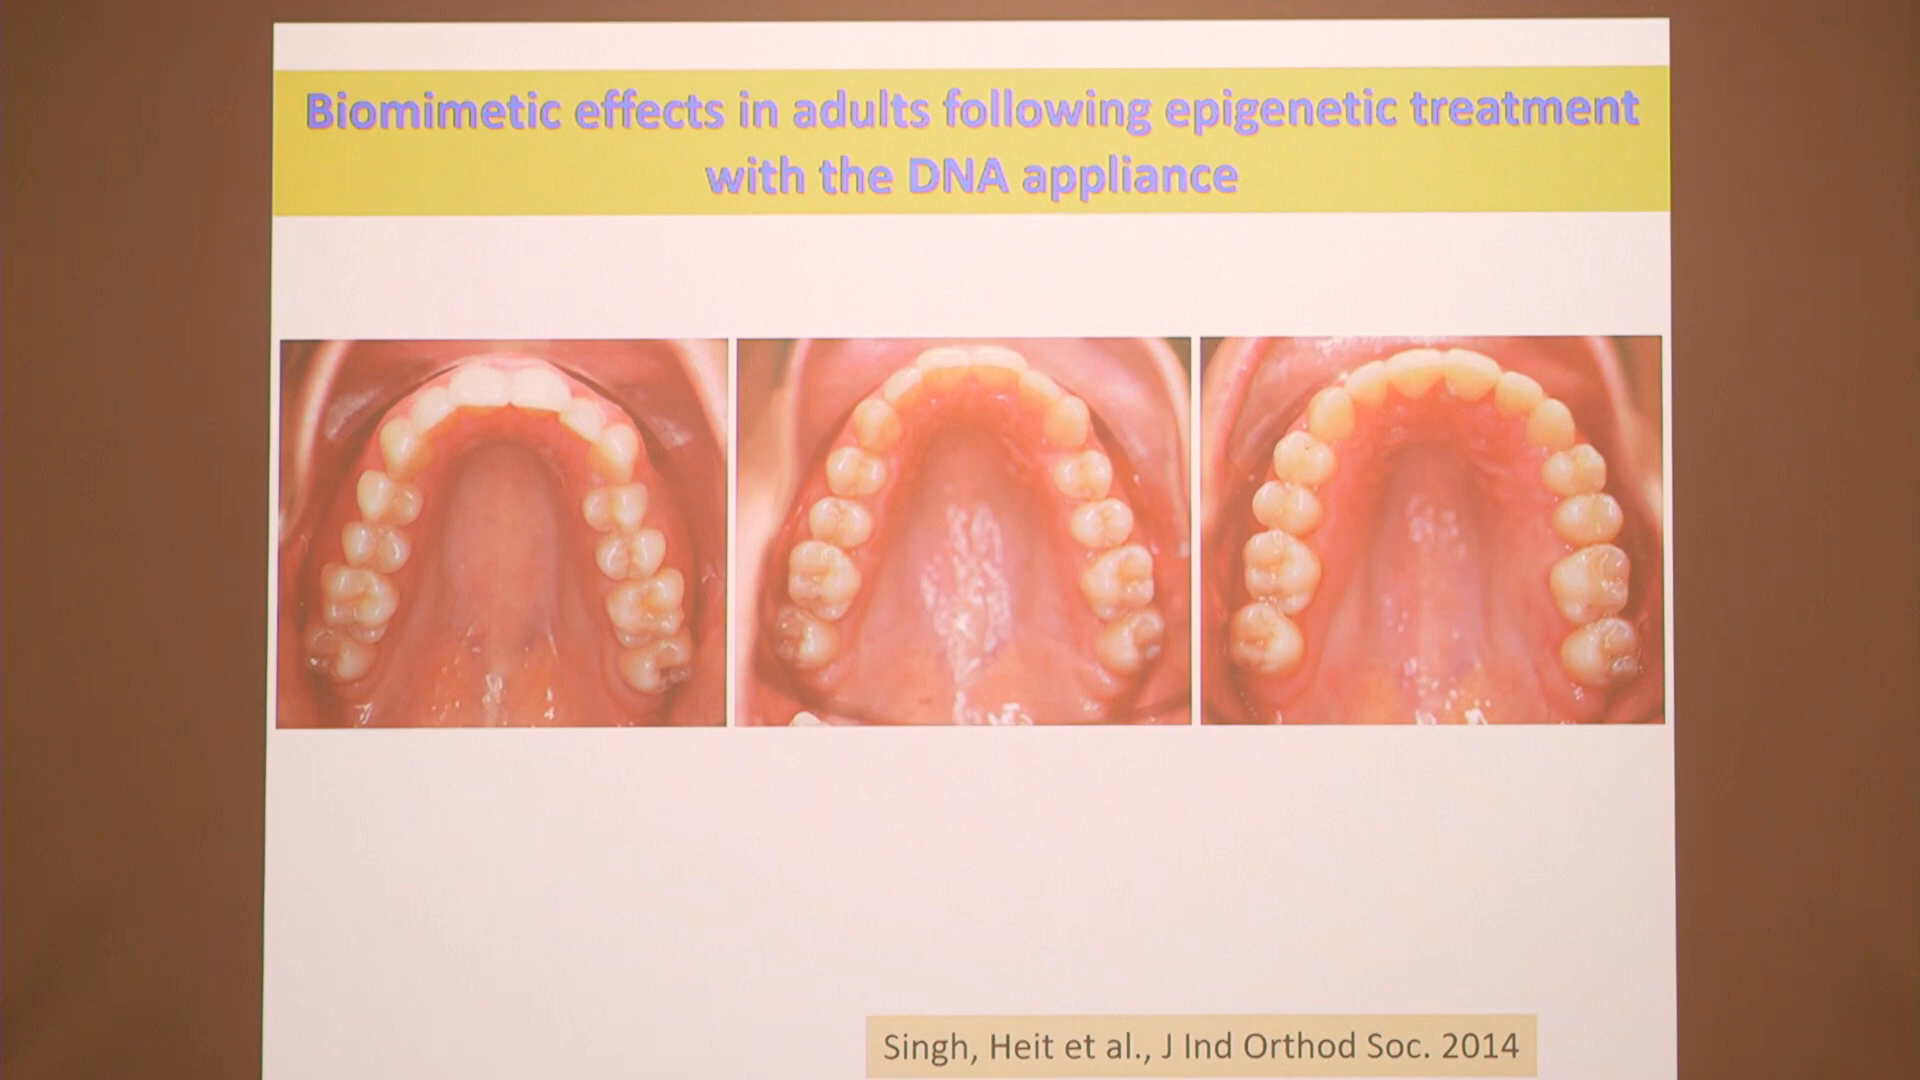 Biomimetic effects in adults following epigenetic treatment
with the DNA appliance
Singh, Heit et al., J Ind Orthod Soc. 2014